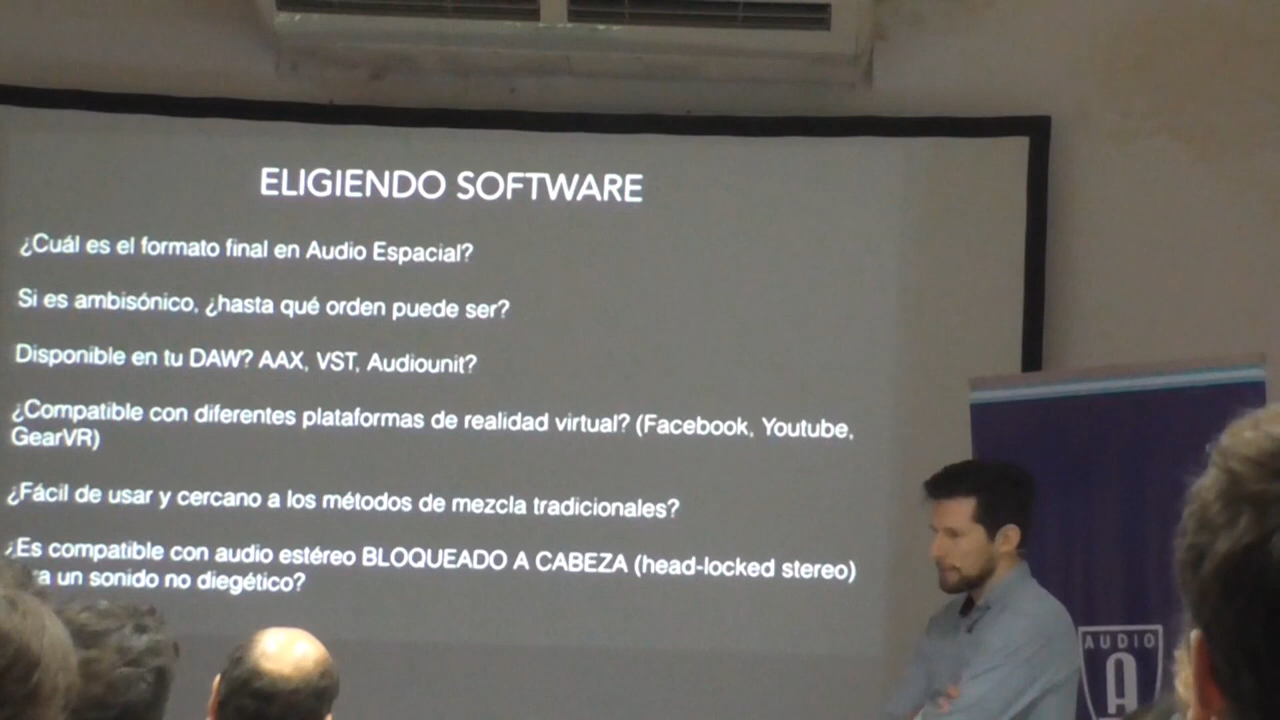 ELIGIENDO SOFTWARE
¿Cuál es el formato final en Audio Espacial?
Si es ambisónico, ¿hasta qué orden puede ser?
Disponible en tu DAW? AAX, VST, Audiounit?
¿Compatible con diferentes plataformas de realidad virtual? (Facebook, Youtube,
GearVR)
¿Fácil de usar y cercano a los métodos de mezcla tradicionales?
¿Es compatible con audio estéreo BLOQUEADO A CABEZA (head-locked stereo)
un sonido no diegético?
AUDIO
A